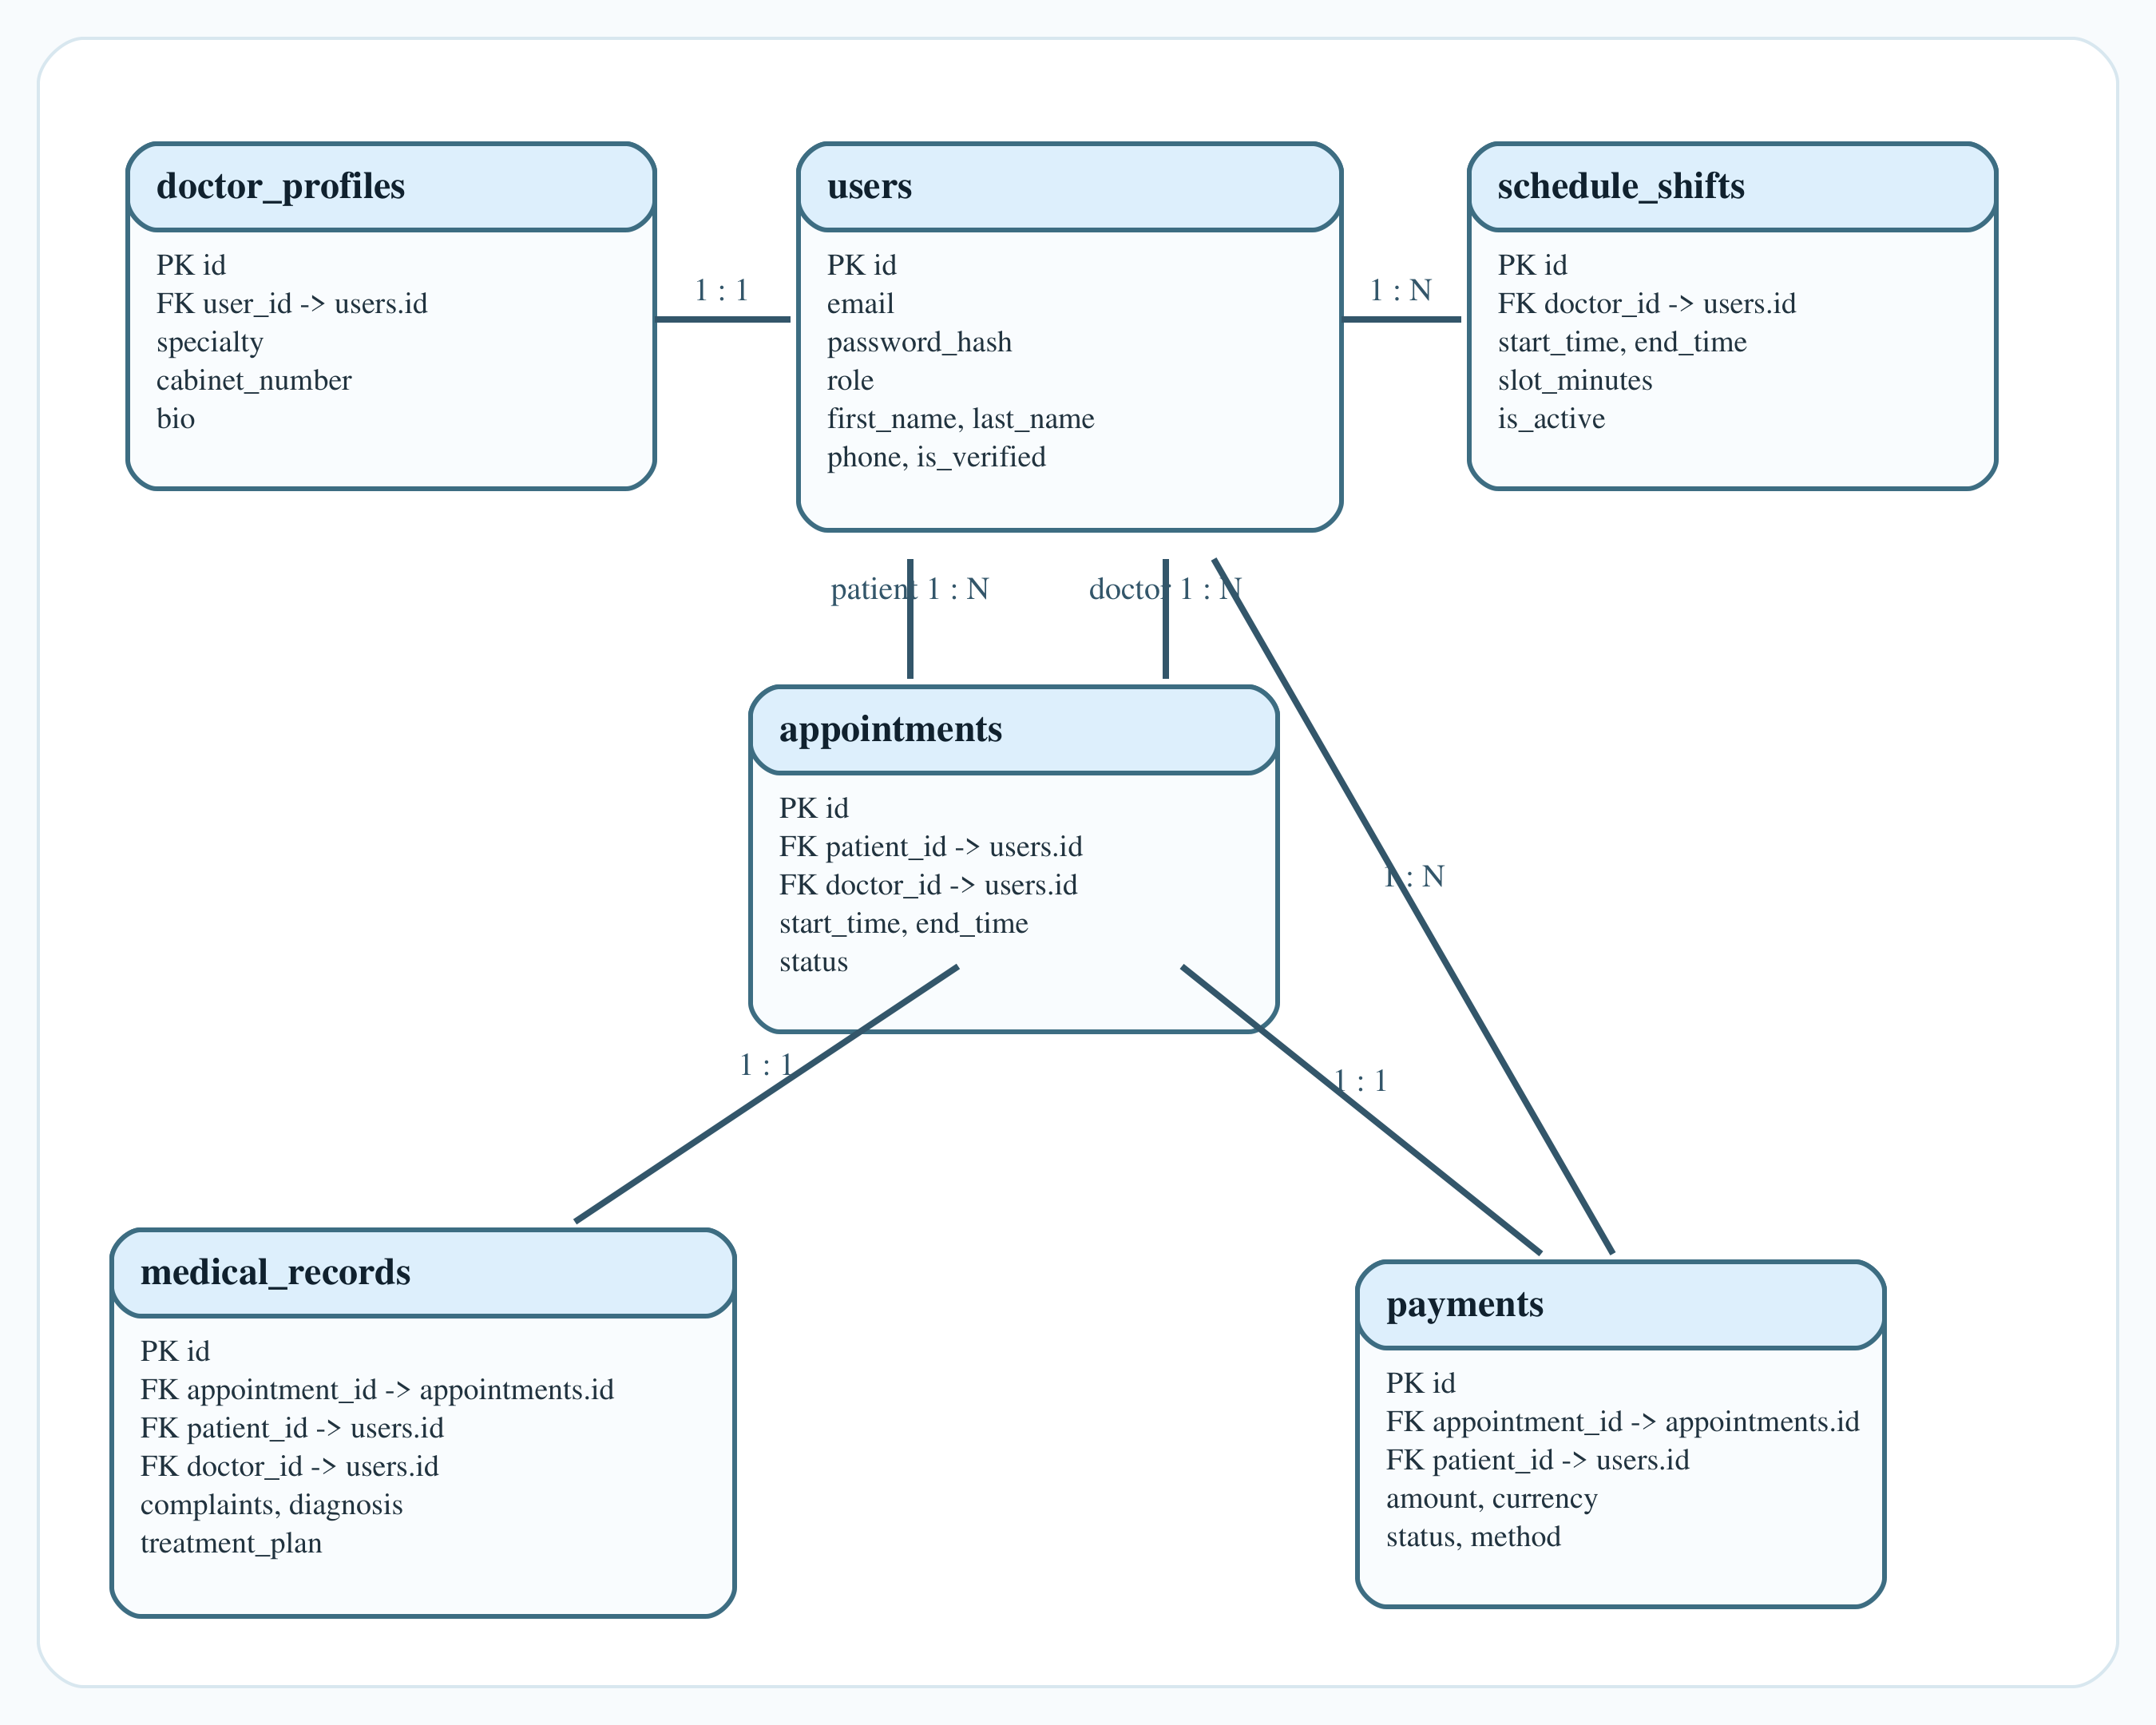 doctor_profiles
PK id
FK user_id -> users.id
specialty
cabinet_number
bio
1 : 1
users
PK id
email
password_hash
role
first_name, last_name
phone, is_verified
1 : N
schedule_shifts
PK id
FK doctor_id -> users.id
start_time, end_time
slot_minutes
is_active
patient 1 : N
doctor 1 : N
appointments
PK id
FK patient_id -> users.id
FK doctor_id -> users.id
start_time, end_time
status
1 : N
1 : 1
1 : 1
medical_records
PK id
FK appointment_id -> appointments.id
FK patient_id -> users.id
FK doctor_id -> users.id
complaints, diagnosis
treatment_plan
payments
PK id
FK appointment_id -> appointments.id
FK patient_id -> users.id
amount, currency
status, method